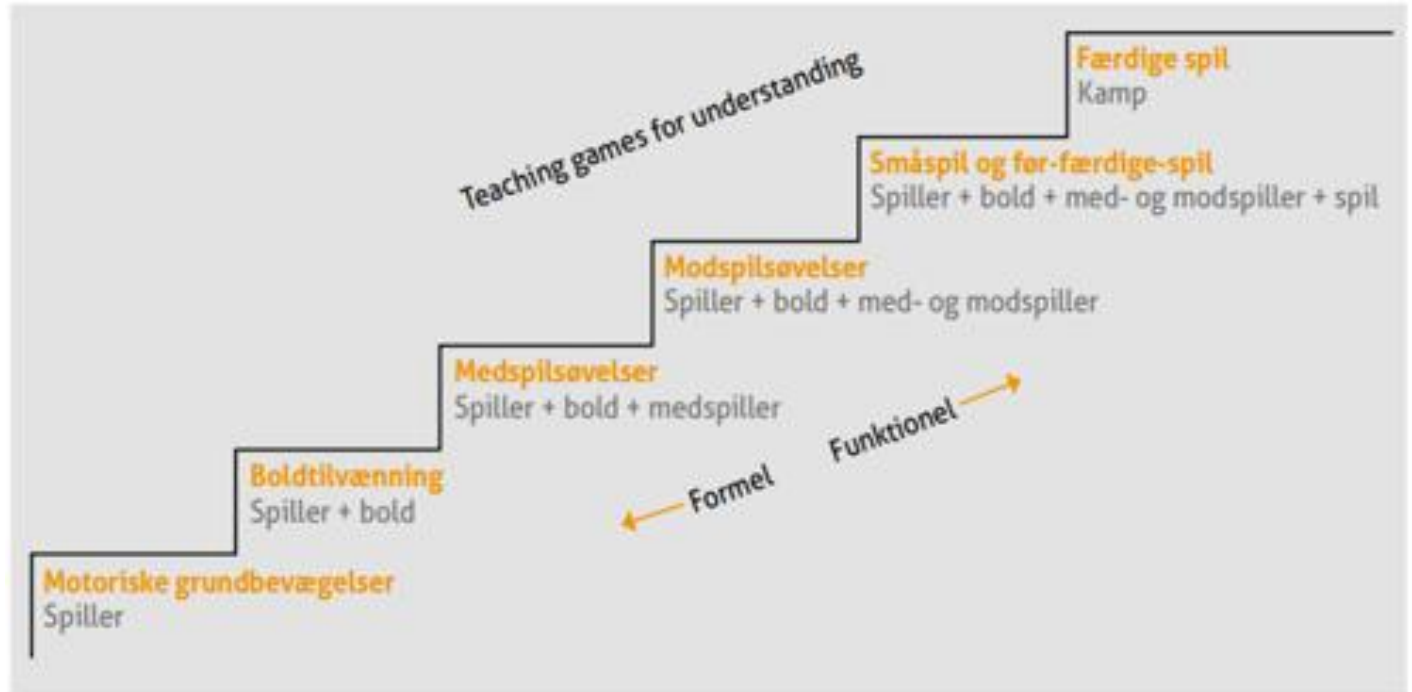 Teaching games for understanding
Færdige spil
Kamp
Småspil og før-færdige-spil
Spiller + bold + med- og modspiller + spil
Modspilsøvelser
Spiller + bold + med- og modspiller
Medspilsøvelser
Spiller + bold + medspiller
Funktionel
Formel
Boldtilvænning
Spiller + bold
Motoriske grundbevægelser
Spiller